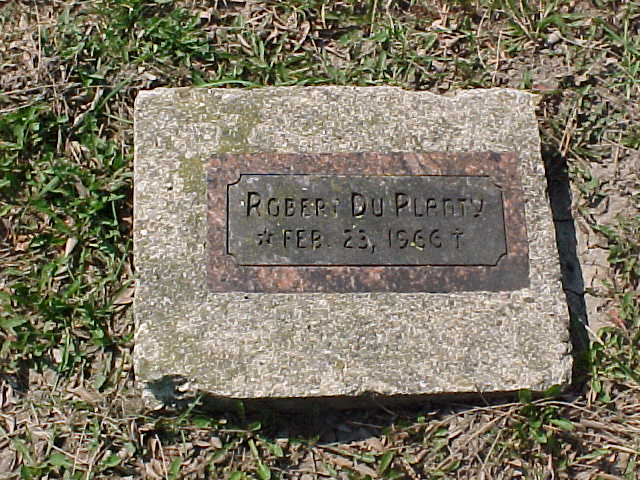 ROBERT DU PLANTY
☆ FEB. 23, 1966 †